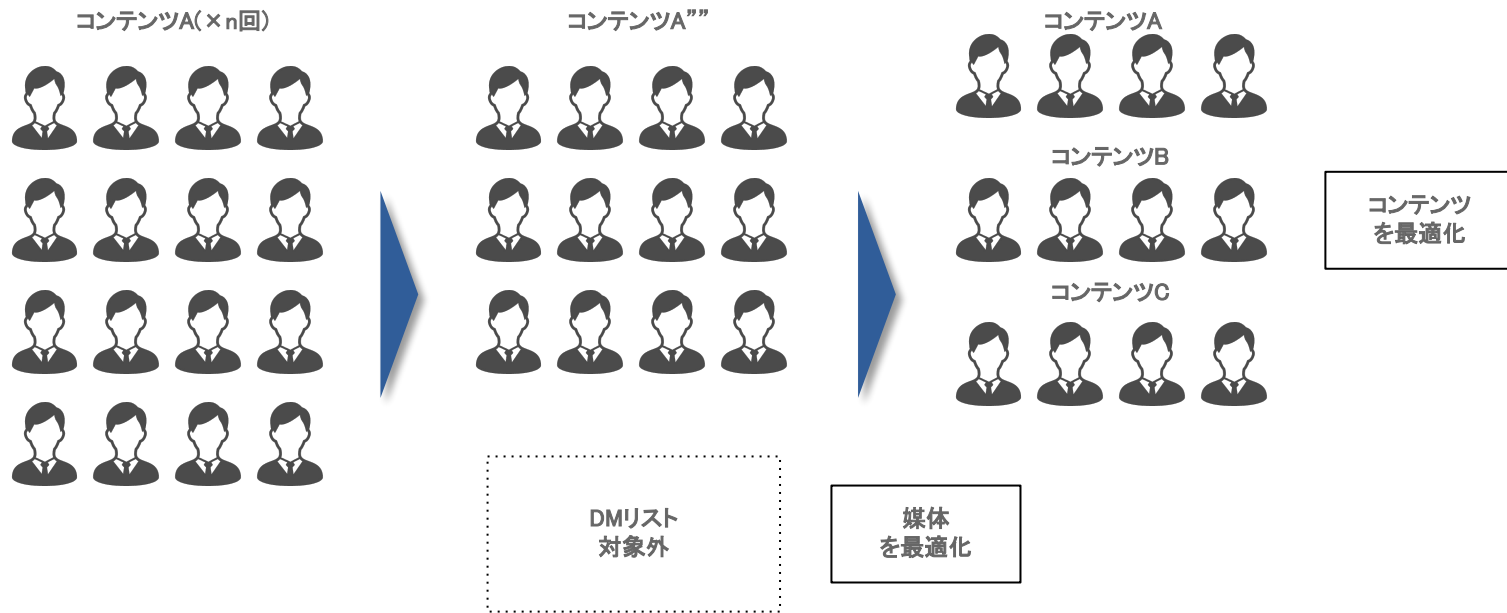 コンテンツA(×n回)
コンテンツA””
コンテンツA
コンテンツB
コンテンツC
コンテンツ
を最適化
DMリスト
対象外
媒体
を最適化